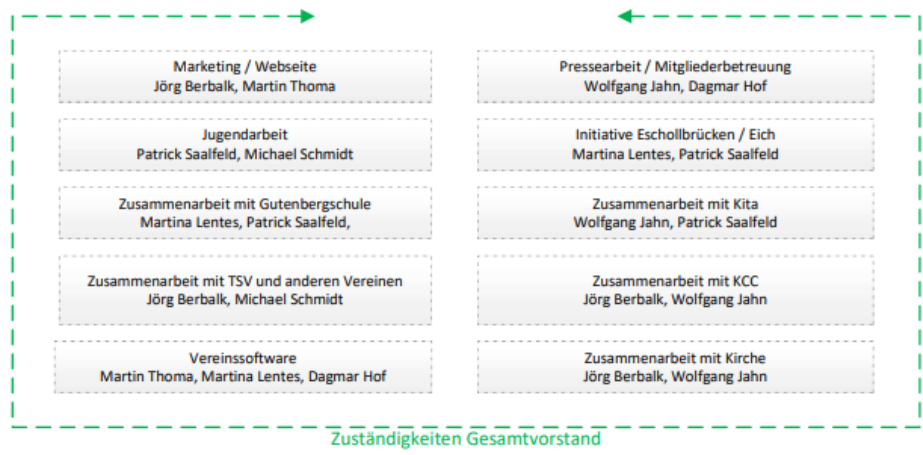 Marketing / Webseite
Jörg Berbalk, Martin Thoma
Pressearbeit / Mitgliederbetreuung
Wolfgang Jahn, Dagmar Hof
Jugendarbeit
Patrick Saalfeld, Michael Schmidt
Initiative Eschollbrücken / Eich
Martina Lentes, Patrick Saalfeld
Zusammenarbeit mit Gutenbergschule
Martina Lentes, Patrick Saalfeld,
Zusammenarbeit mit Kita
Wolfgang Jahn, Patrick Saalfeld
Zusammenarbeit mit TSV und anderen Vereinen
Jörg Berbalk, Michael Schmidt
Zusammenarbeit mit KCC
Jörg Berbalk, Wolfgang Jahn
Vereinssoftware
Martin Thoma, Martina Lentes, Dagmar Hof
Zusammenarbeit mit Kirche
Jörg Berbalk, Wolfgang Jahn
Zuständigkeiten Gesamtvorstand